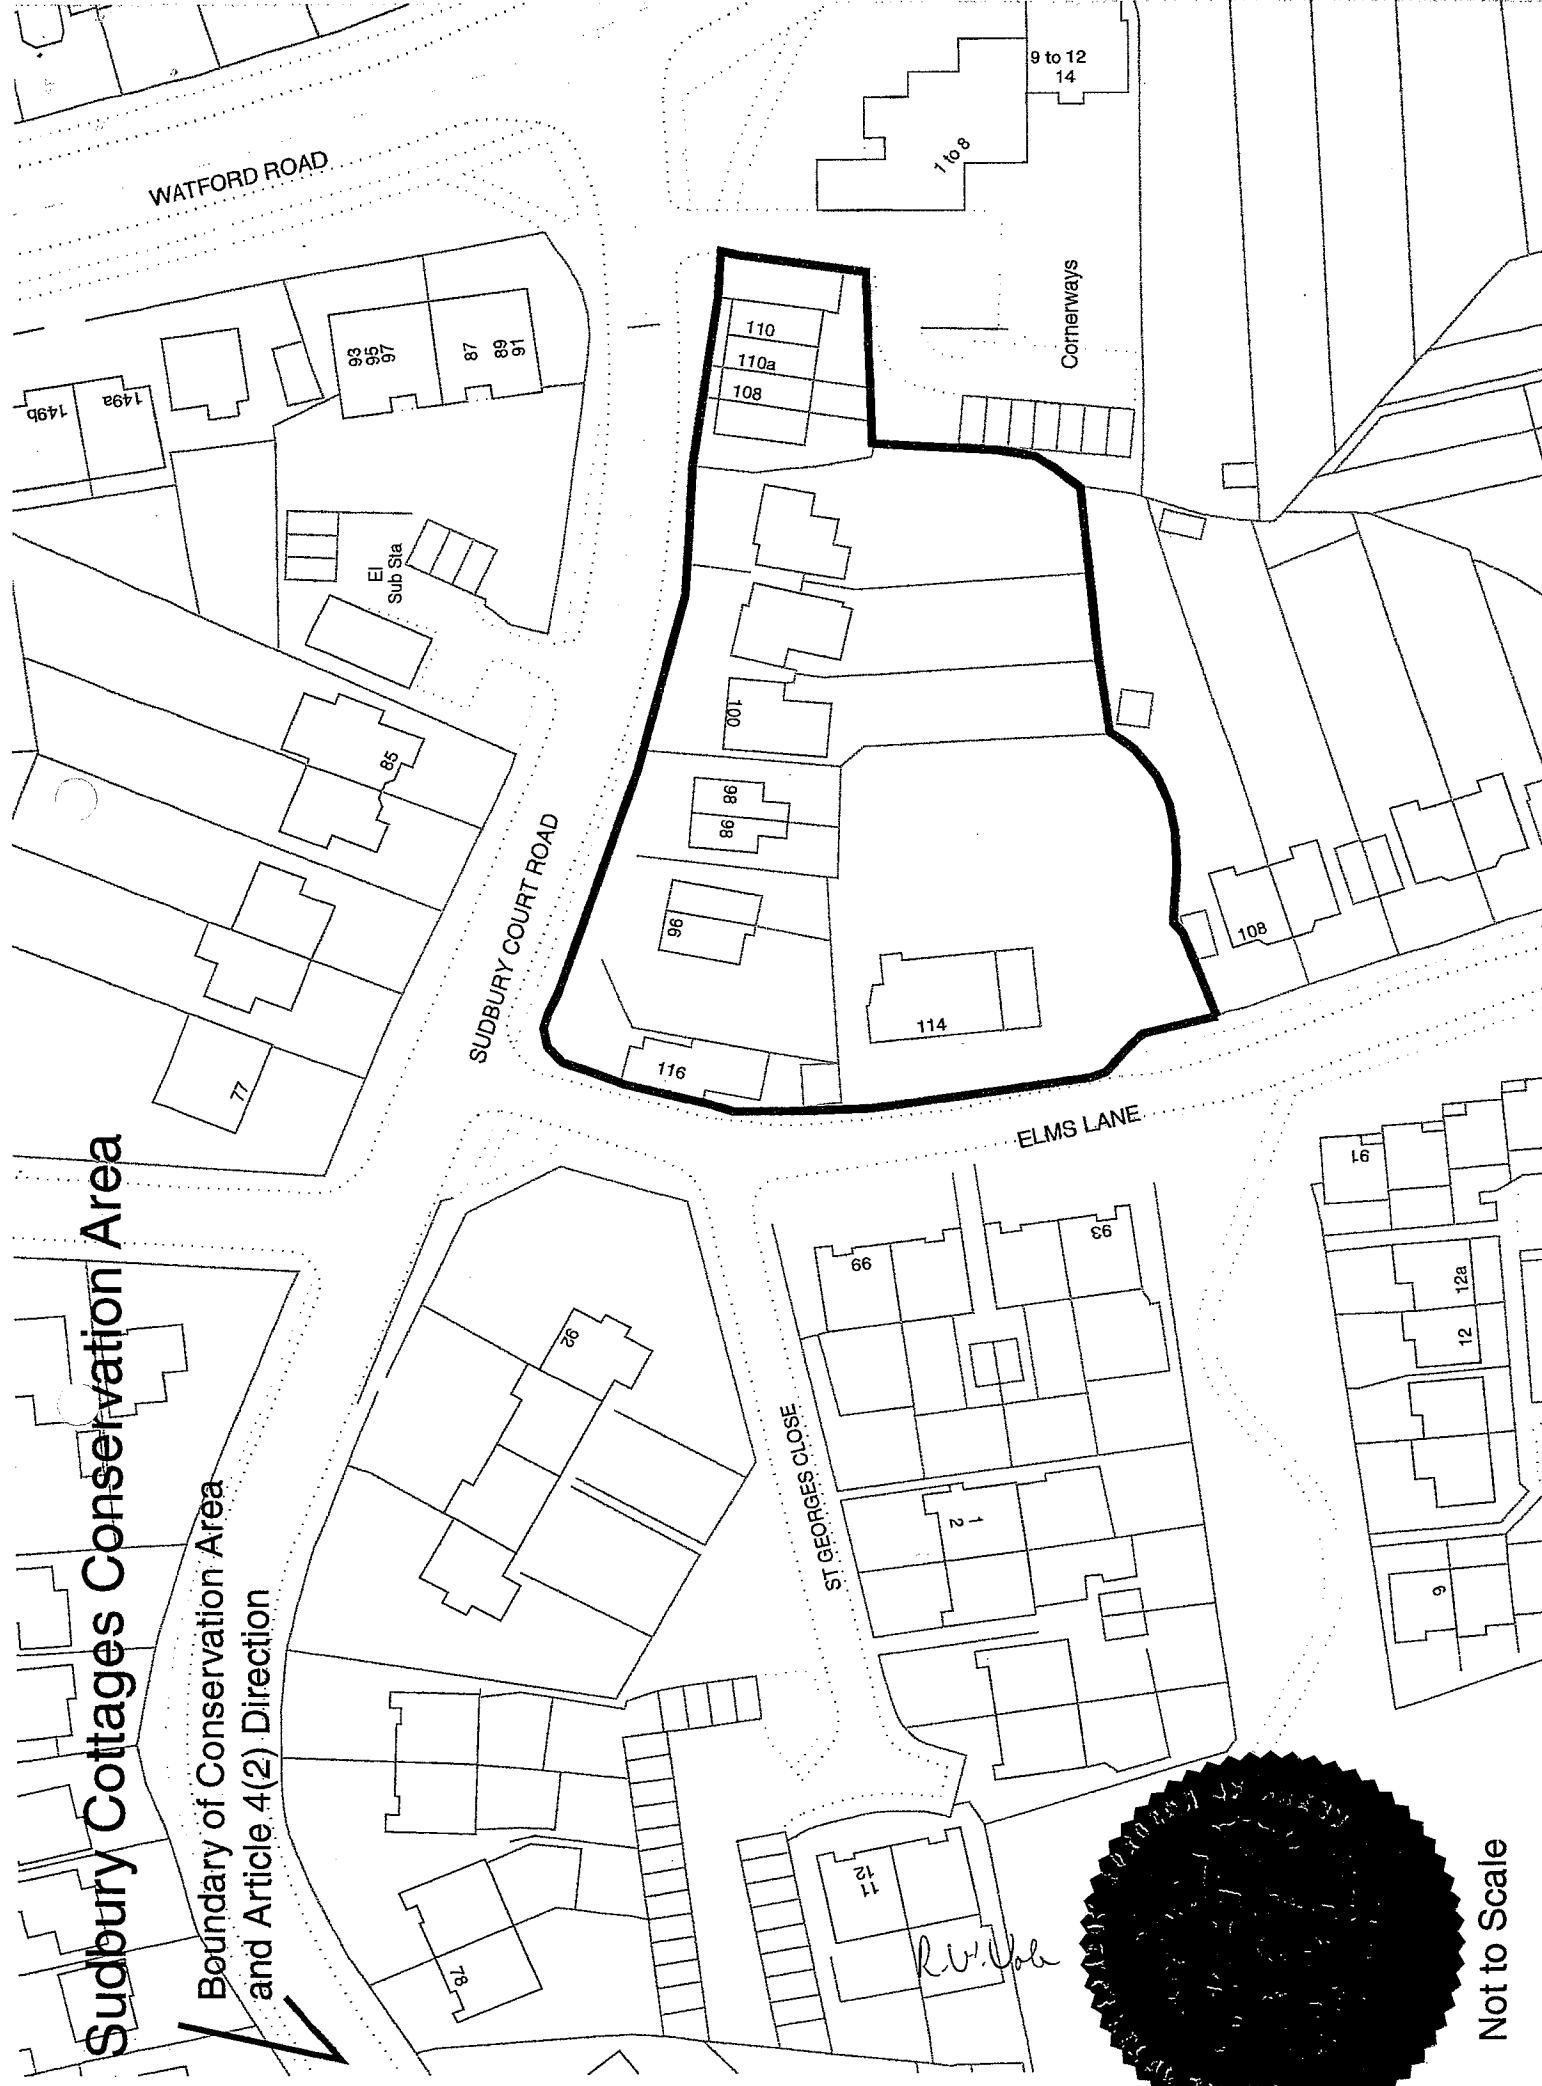 Sudbury Cottages Conservation Area
Boundary of Conservation Area
and Article 4(2) Direction
WATFORD ROAD
149b
149a
93
95
97
87
89
91
El
Sub Sta
85
77
SUDBURY COURT ROAD
9 to 12
14
1 to 8
Cornerways
110
110a
108
100
98
98
96
116
114
108
ELMS LANE
92
99
93
91
12a
12
ST GEORGES CLOSE
1
2
9
78
11
12
Not to Scale